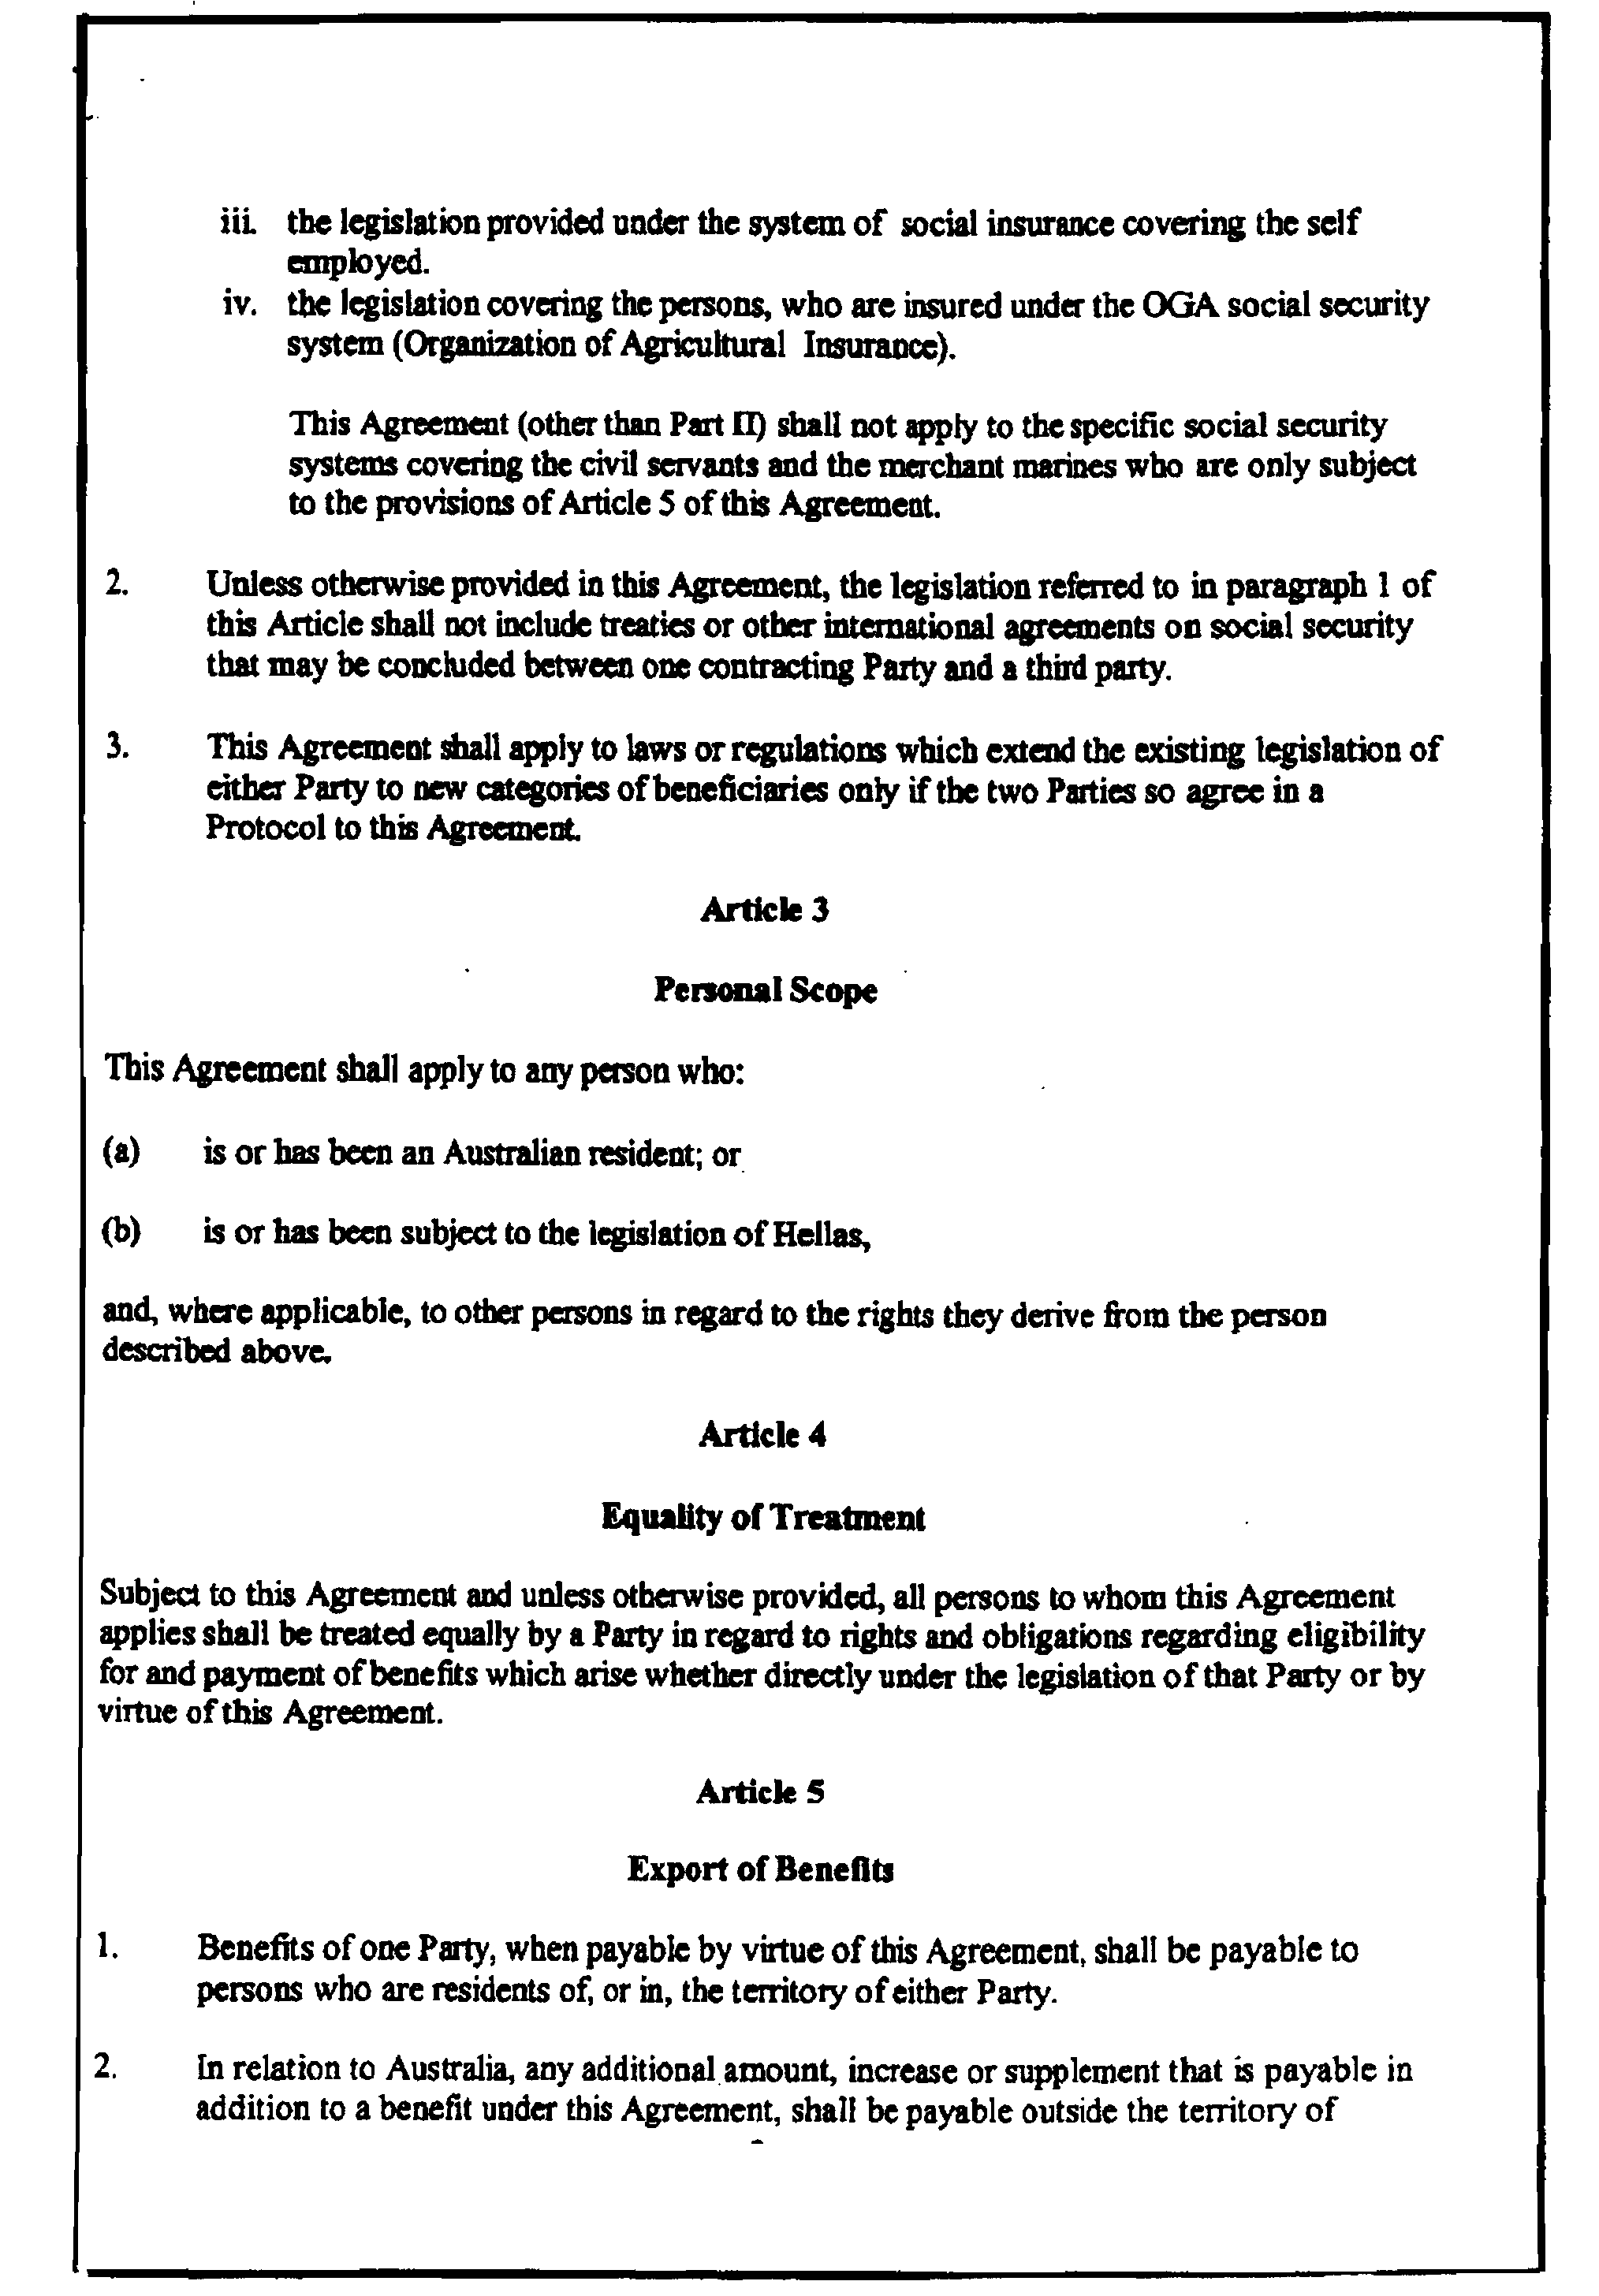 iii. the legislation provided under the system of social insurance covering the self
employed.
iv. the legislation covering the persons, who are insured under the OGA social security
system (Organization of Agricultural Insurance).
This Agreement (other than Part II) shall not apply to the specific social security
systems covering the civil servants and the merchant marines who are only subject
to the provisions of Article 5 of this Agreement.
2. Unless otherwise provided in this Agreement, the legislation referred to in paragraph 1 of
this Article shall not include treaties or other international agreements on social security
that may be concluded between one contracting Party and a third party.
3. This Agreement shall apply to laws or regulations which extend the existing legislation of
either Party to new categories of beneficiaries only if the two Parties so agree in a
Protocol to this Agreement.
Article 3
Personal Scope
This Agreement shall apply to any person who:
(a) is or has been an Australian resident; or
(b) is or has been subject to the legislation of Hellas,
and, where applicable, to other persons in regard to the rights they derive from the person
described above.
Article 4
Equality of Treatment
Subject to this Agreement and unless otherwise provided, all persons to whom this Agreement
applies shall be treated equally by a Party in regard to rights and obligations regarding eligibility
for and payment of benefits which arise whether directly under the legislation of that Party or by
virtue of this Agreement.
Article 5
Export of Benefits
1. Benefits of one Party, when payable by virtue of this Agreement, shall be payable to
persons who are residents of, or in, the territory of either Party.
2. In relation to Australia, any additional amount, increase or supplement that is payable in
addition to a benefit under this Agreement, shall be payable outside the territory of